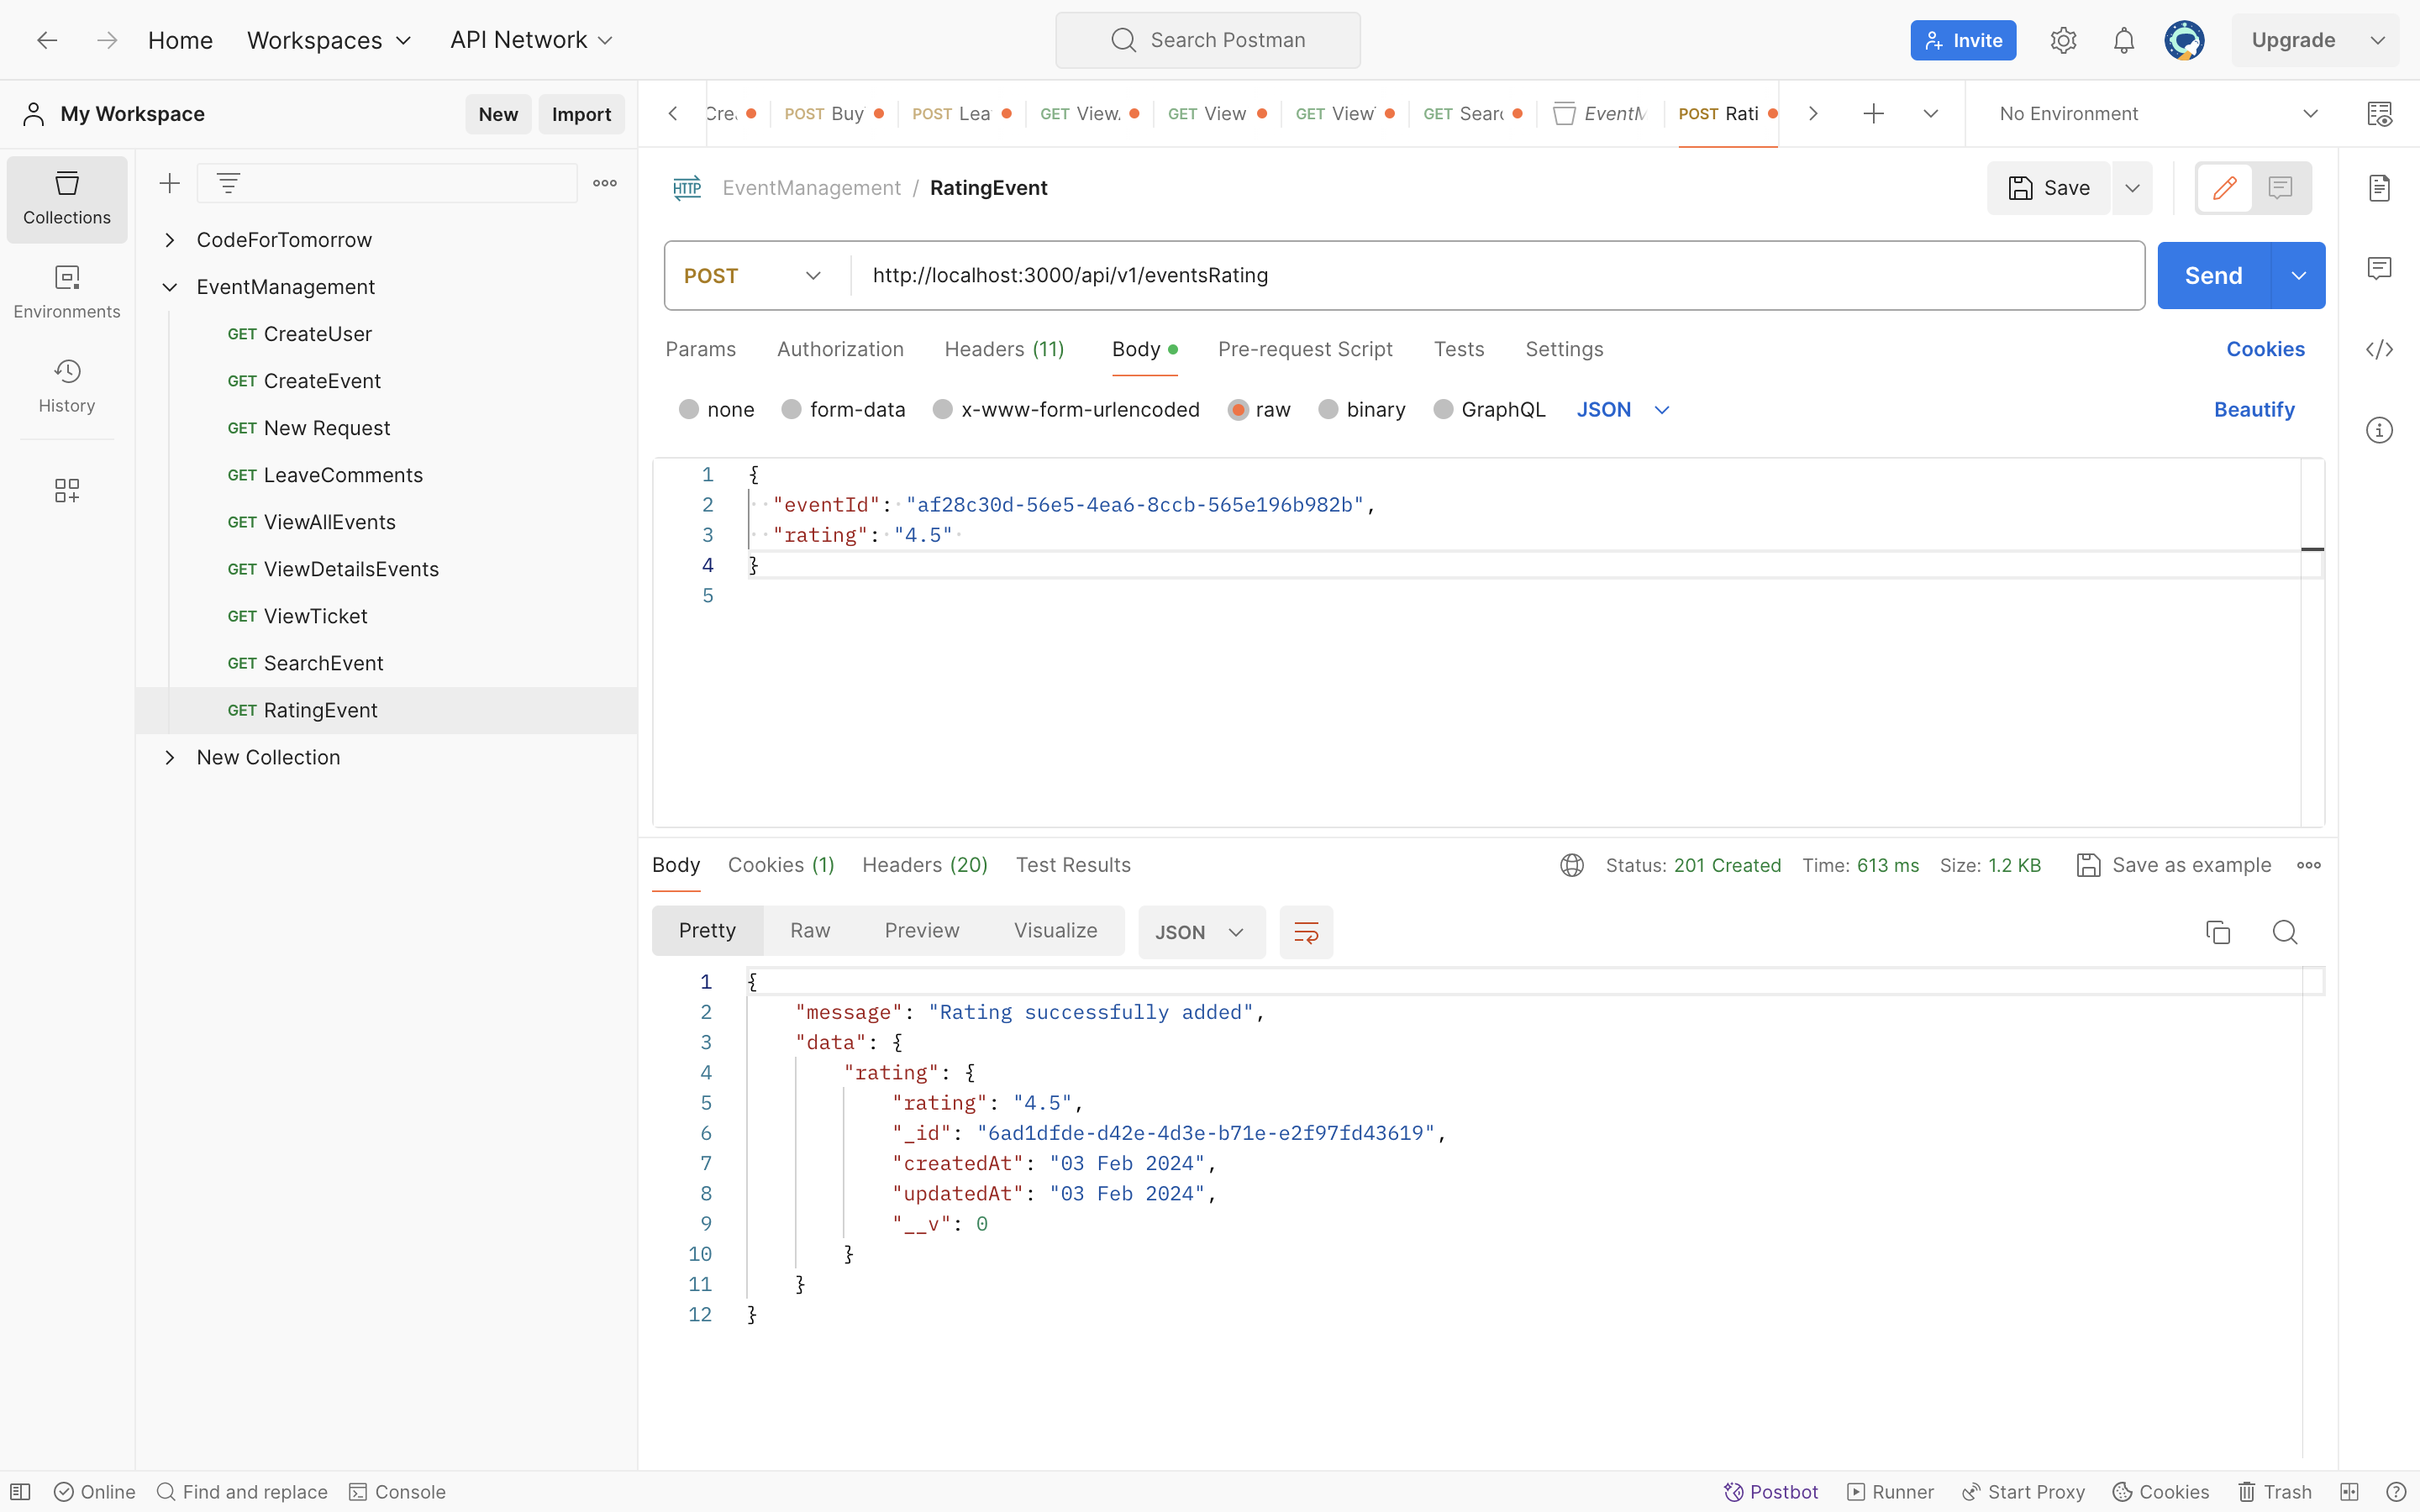 Home Workspaces API Network Search Postman Invite Upgrade
My Workspace New Import
POST Buy POST Lea GET View. GET View GET View GET Sear EventM POST Rati No Environment
Collections
Environments
History
CodeForTomorrow
EventManagement
GET CreateUser
GET CreateEvent
GET New Request
GET LeaveComments
GET ViewAllEvents
GET ViewDetailsEvents
GET ViewTicket
GET SearchEvent
GET RatingEvent
New Collection
HTTP EventManagement / RatingEvent Save
POST http://localhost:3000/api/v1/eventsRating Send
Params Authorization Headers (11) Body Pre-request Script Tests Settings Cookies
none form-data x-www-form-urlencoded raw binary GraphQL JSON Beautify
1 {
2 "eventId": "af28c30d-56e5-4ea6-8ccb-565e196b982b",
3 "rating": "4.5"
4 }
5
Body Cookies (1) Headers (20) Test Results Status: 201 Created Time: 613 ms Size: 1.2 KB Save as example
Pretty Raw Preview Visualize JSON
1 {
2 "message": "Rating successfully added",
3 "data": {
4 "rating": {
5 "rating": "4.5",
6 "_id": "6ad1dfde-d42e-4d3e-b71e-e2f97fd43619",
7 "createdAt": "03 Feb 2024",
8 "updatedAt": "03 Feb 2024",
9 "__v": 0
10 }
11 }
12 }
Online Find and replace Console Postbot Runner Start Proxy Cookies Trash